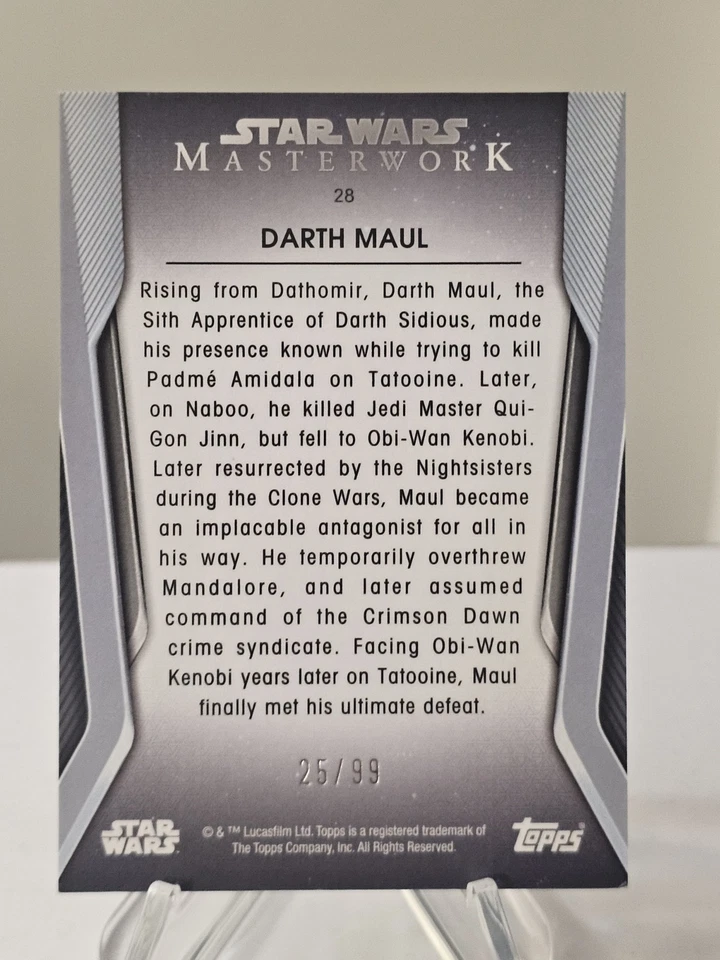 STAR WARS
MASTERWORK
28
DARTH MAUL
Rising from Dathomir, Darth Maul, the
Sith Apprentice of Darth Sidious, made
his presence known while trying to kill
Padmé Amidala on Tatooine. Later,
on Naboo, he killed Jedi Master Qui-
Gon Jinn, but fell to Obi-Wan Kenobi.
Later resurrected by the Nightsisters
during the Clone Wars, Maul became
an implacable antagonist for all in
his way. He temporarily overthrew
Mandalore, and later assumed
command of the Crimson Dawn
crime syndicate. Facing Obi-Wan
Kenobi years later on Tatooine, Maul
finally met his ultimate defeat.
25/99
STAR
WARS
© & ™ Lucasfilm Ltd. Topps is a registered trademark of
The Topps Company, Inc. All Rights Reserved.
Topps®